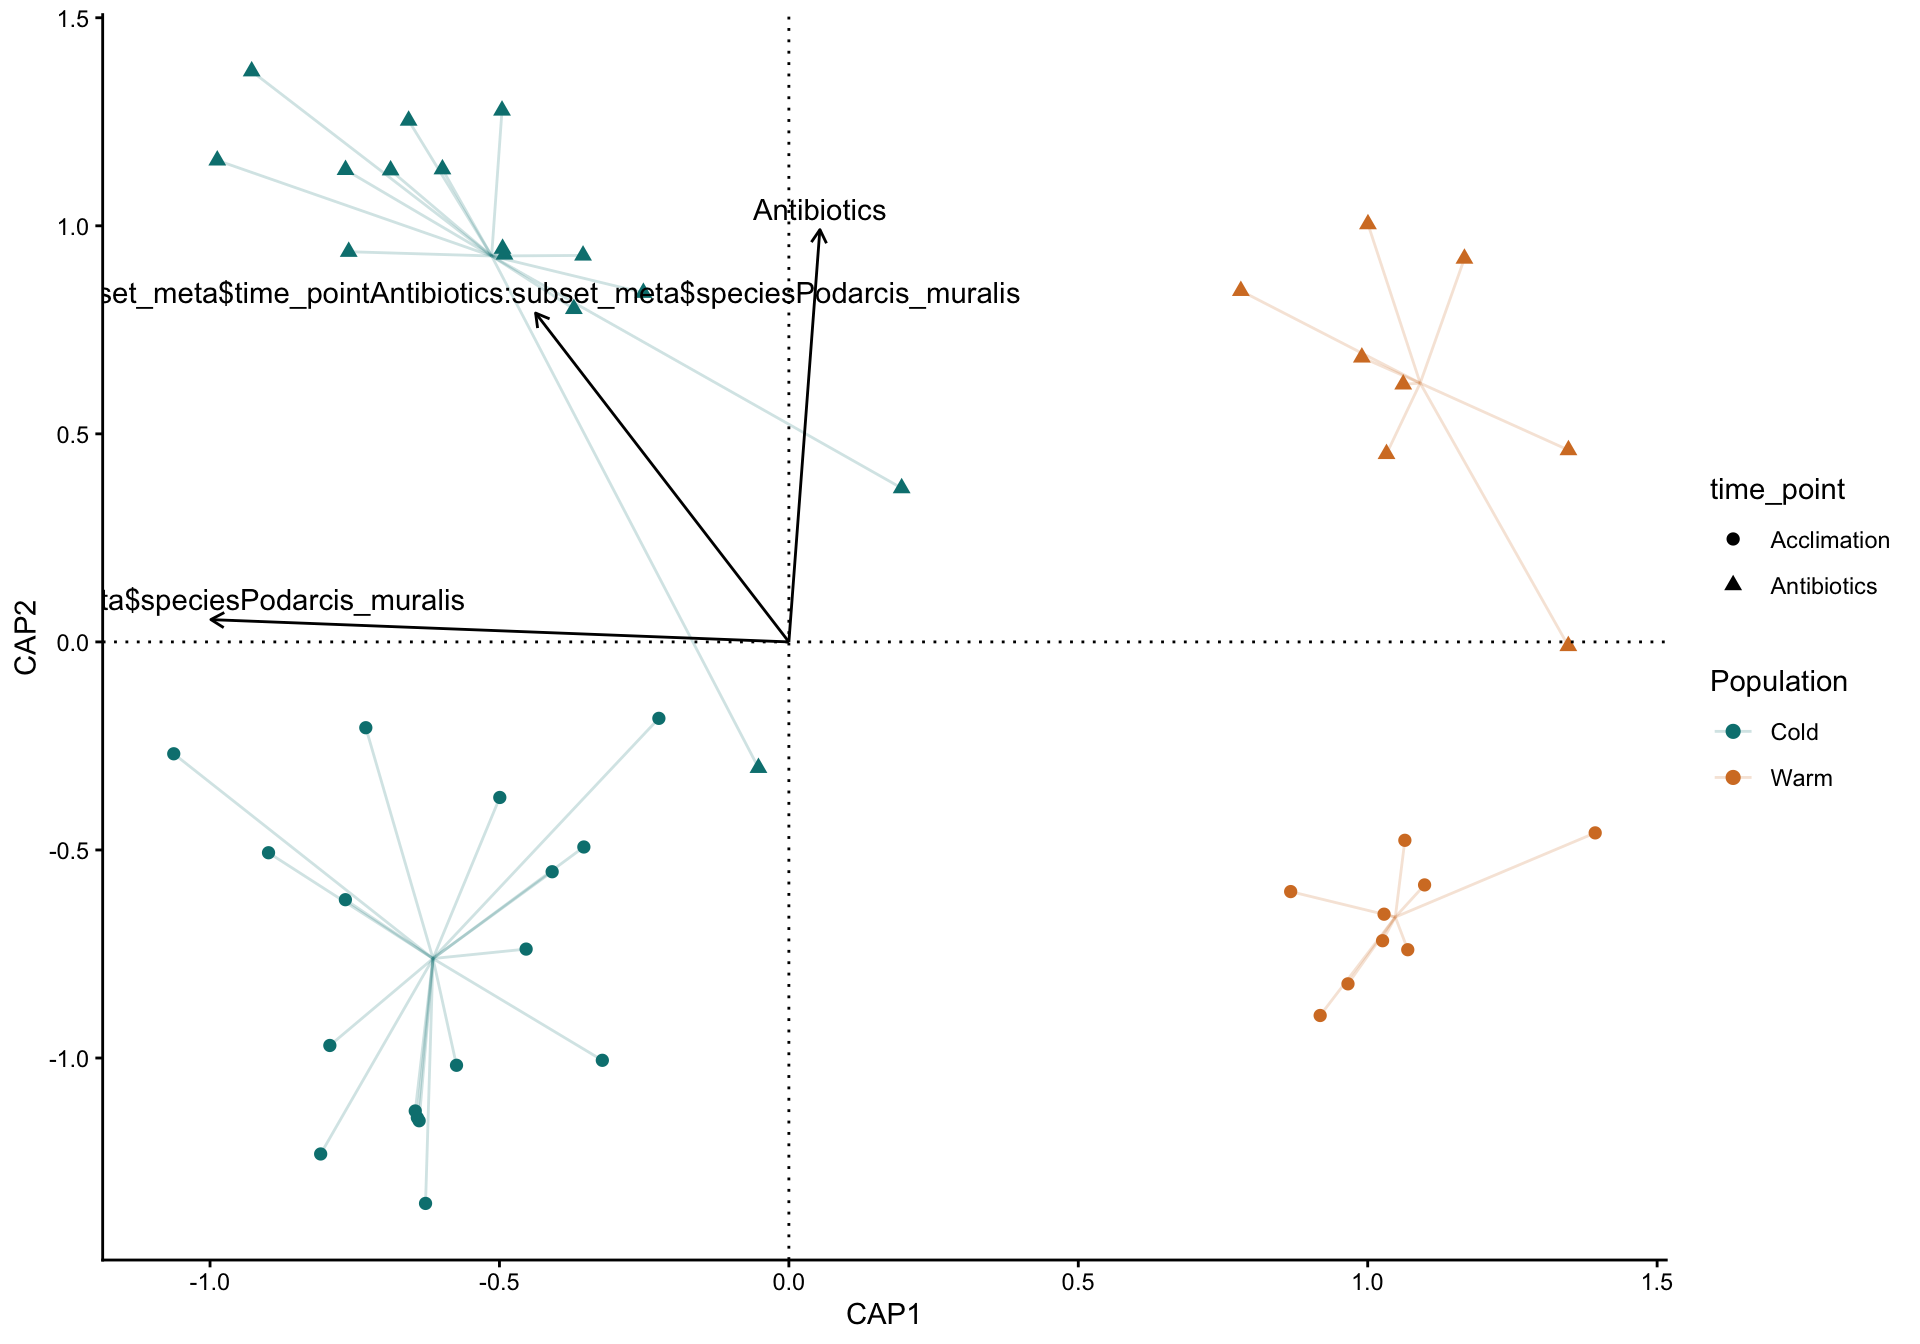 1.5
1.0
0.5
0.0
-0.5
-1.0
CAP2
Antibiotics
set_meta$time_pointAntibiotics:subset_meta$speciesPodarcis_muralis
ta$speciesPodarcis_muralis
-1.0
-0.5
0.0
0.5
1.0
1.5
CAP1
time_point
Acclimation
Antibiotics
Population
Cold
Warm